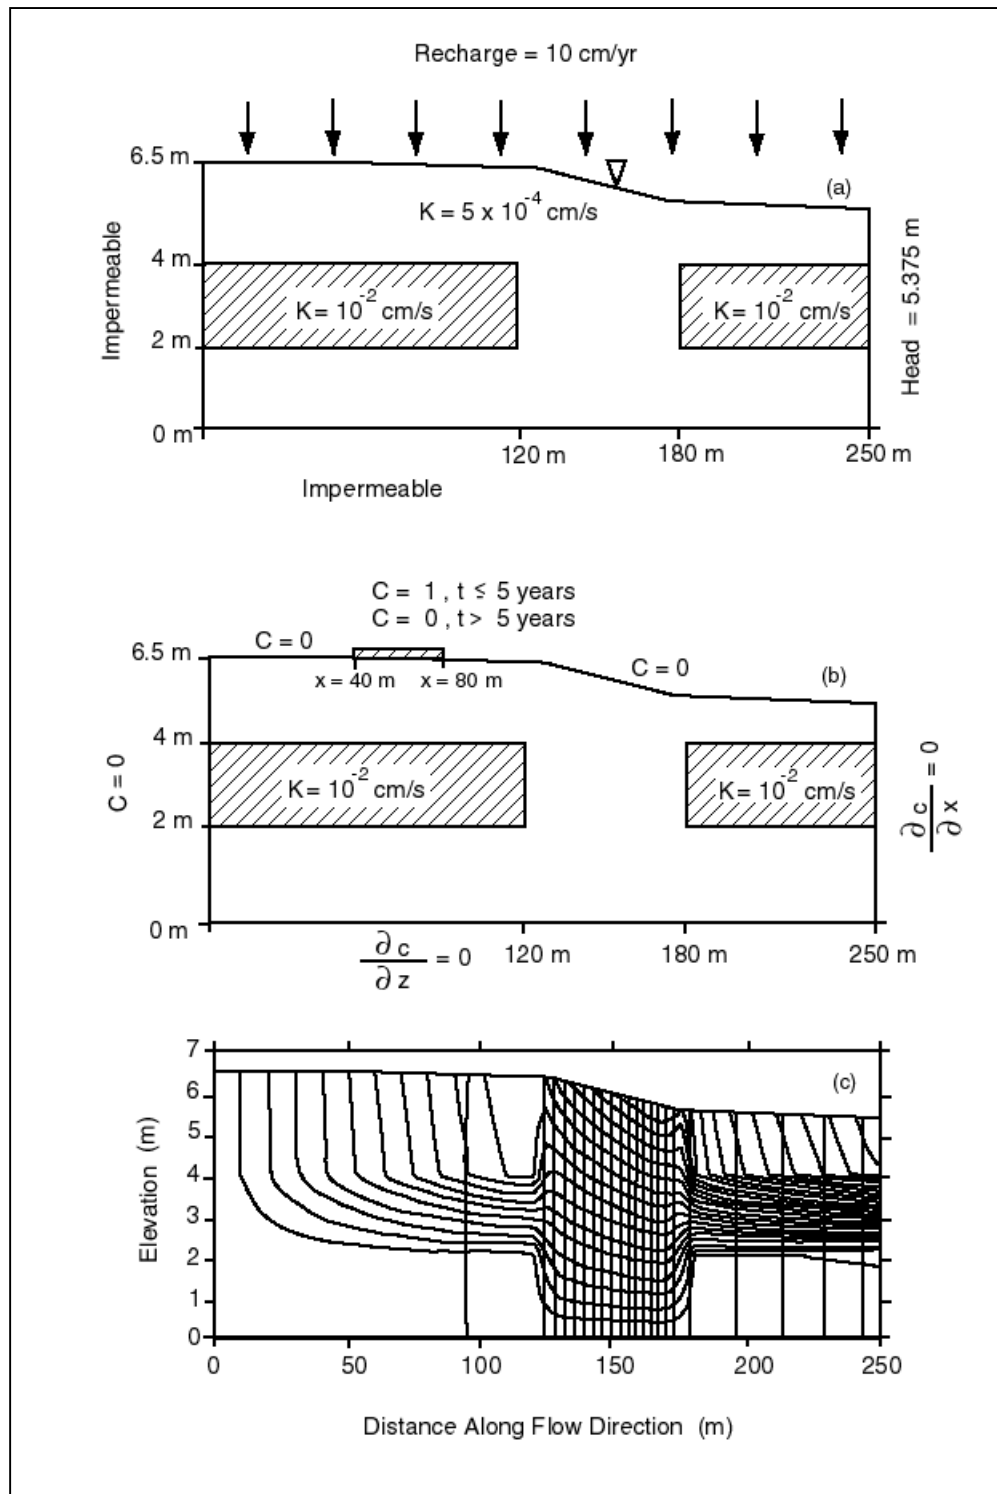 Recharge = 10 cm/yr
6.5 m
(a)
K = 5 x 10^-4 cm/s
Impermeable
4 m
K = 10^-2 cm/s
K = 10^-2 cm/s
Head = 5.375 m
2 m
0 m
120 m
180 m
250 m
Impermeable
C = 1 , t ≤ 5 years
C = 0 , t > 5 years
C = 0
6.5 m
C = 0
(b)
x = 40 m
x = 80 m
4 m
C = 0
K = 10^-2 cm/s
K = 10^-2 cm/s
∂c/∂x = 0
2 m
0 m
∂c/∂z = 0
120 m
180 m
250 m
7
(c)
6
5
4
3
2
1
0
Elevation (m)
0 50 100 150 200 250
Distance Along Flow Direction (m)